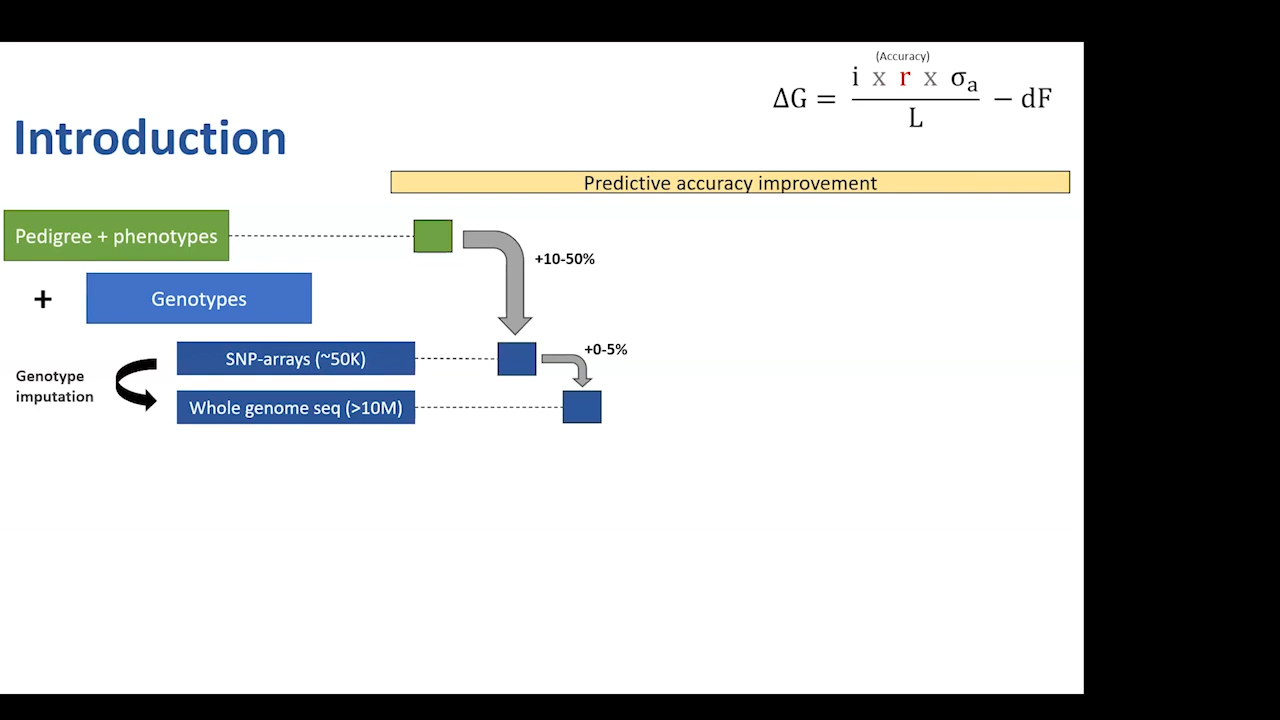 (Accuracy)
ΔG = i x r x σa / L − dF
Introduction
Predictive accuracy improvement
Pedigree + phenotypes
+10-50%
+
Genotypes
SNP-arrays (~50K)
+0-5%
Genotype
imputation
Whole genome seq (>10M)